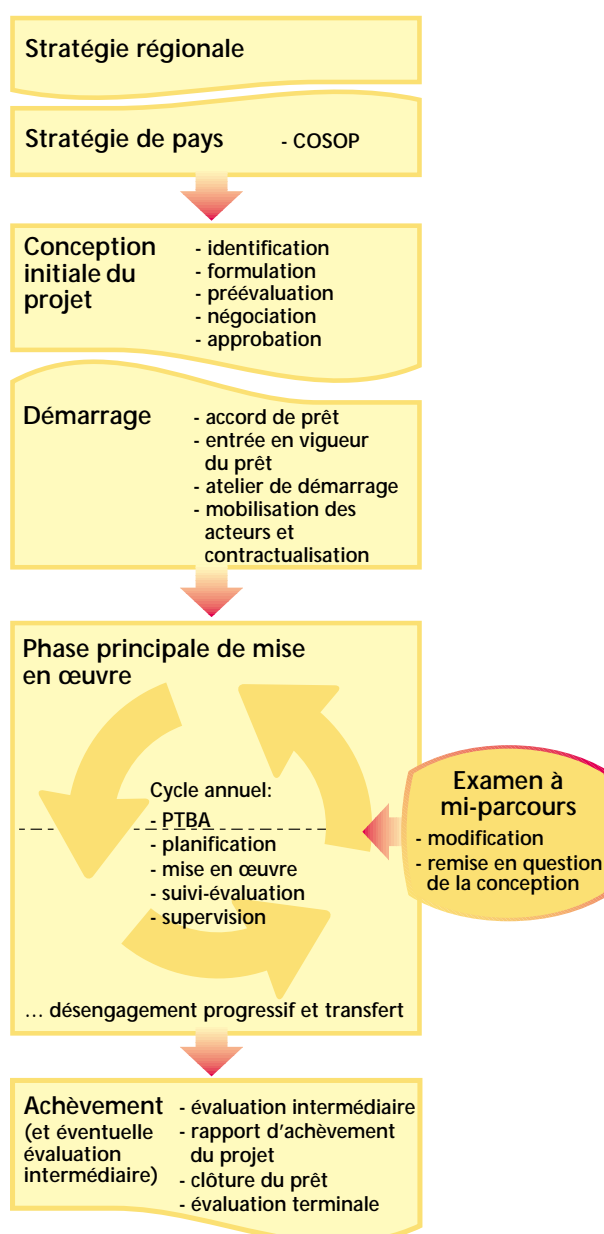 Stratégie régionale
Stratégie de pays - COSOP
Conception
initiale du
projet
- identification
- formulation
- préévaluation
- négociation
- approbation
Démarrage
- accord de prêt
- entrée en vigueur
du prêt
- atelier de démarrage
- mobilisation des
acteurs et
contractualisation
Phase principale de mise
en œuvre
Cycle annuel:
- PTBA
- planification
- mise en œuvre
- suivi-évaluation
- supervision
Examen à
mi-parcours
- modification
- remise en question
de la conception
... désengagement progressif et transfert
Achèvement
(et éventuelle
évaluation
intermédiaire)
- évaluation intermédiaire
- rapport d'achèvement
du projet
- clôture du prêt
- évaluation terminale